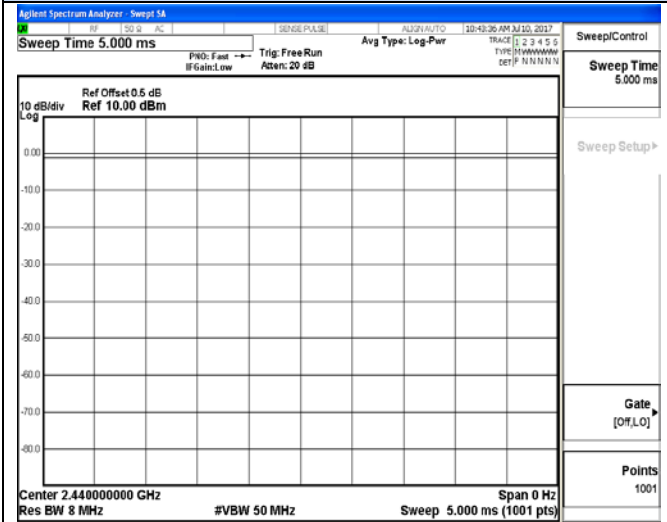 Agilent Spectrum Analyzer - Swept SA
RF 50 Ω AC SENSE:PULSE ALIGN AUTO 10:43:36 AM Jul 10, 2017
Sweep Time 5.000 ms
PNO: Fast
IFGain:Low
Trig: Free Run
Atten: 20 dB
Avg Type: Log-Pwr
TRACE 1 2 3 4 5 6
TYPE M W W W W W
DET P N N N N N
Sweep/Control
Sweep Time
5.000 ms
Sweep Setup
Gate
[Off,LO]
Points
1001
Ref Offset 0.5 dB
10 dB/div Ref 10.00 dBm
Log
0.00
-10.0
-20.0
-30.0
-40.0
-50.0
-60.0
-70.0
-80.0
Center 2.440000000 GHz Span 0 Hz
Res BW 8 MHz #VBW 50 MHz Sweep 5.000 ms (1001 pts)